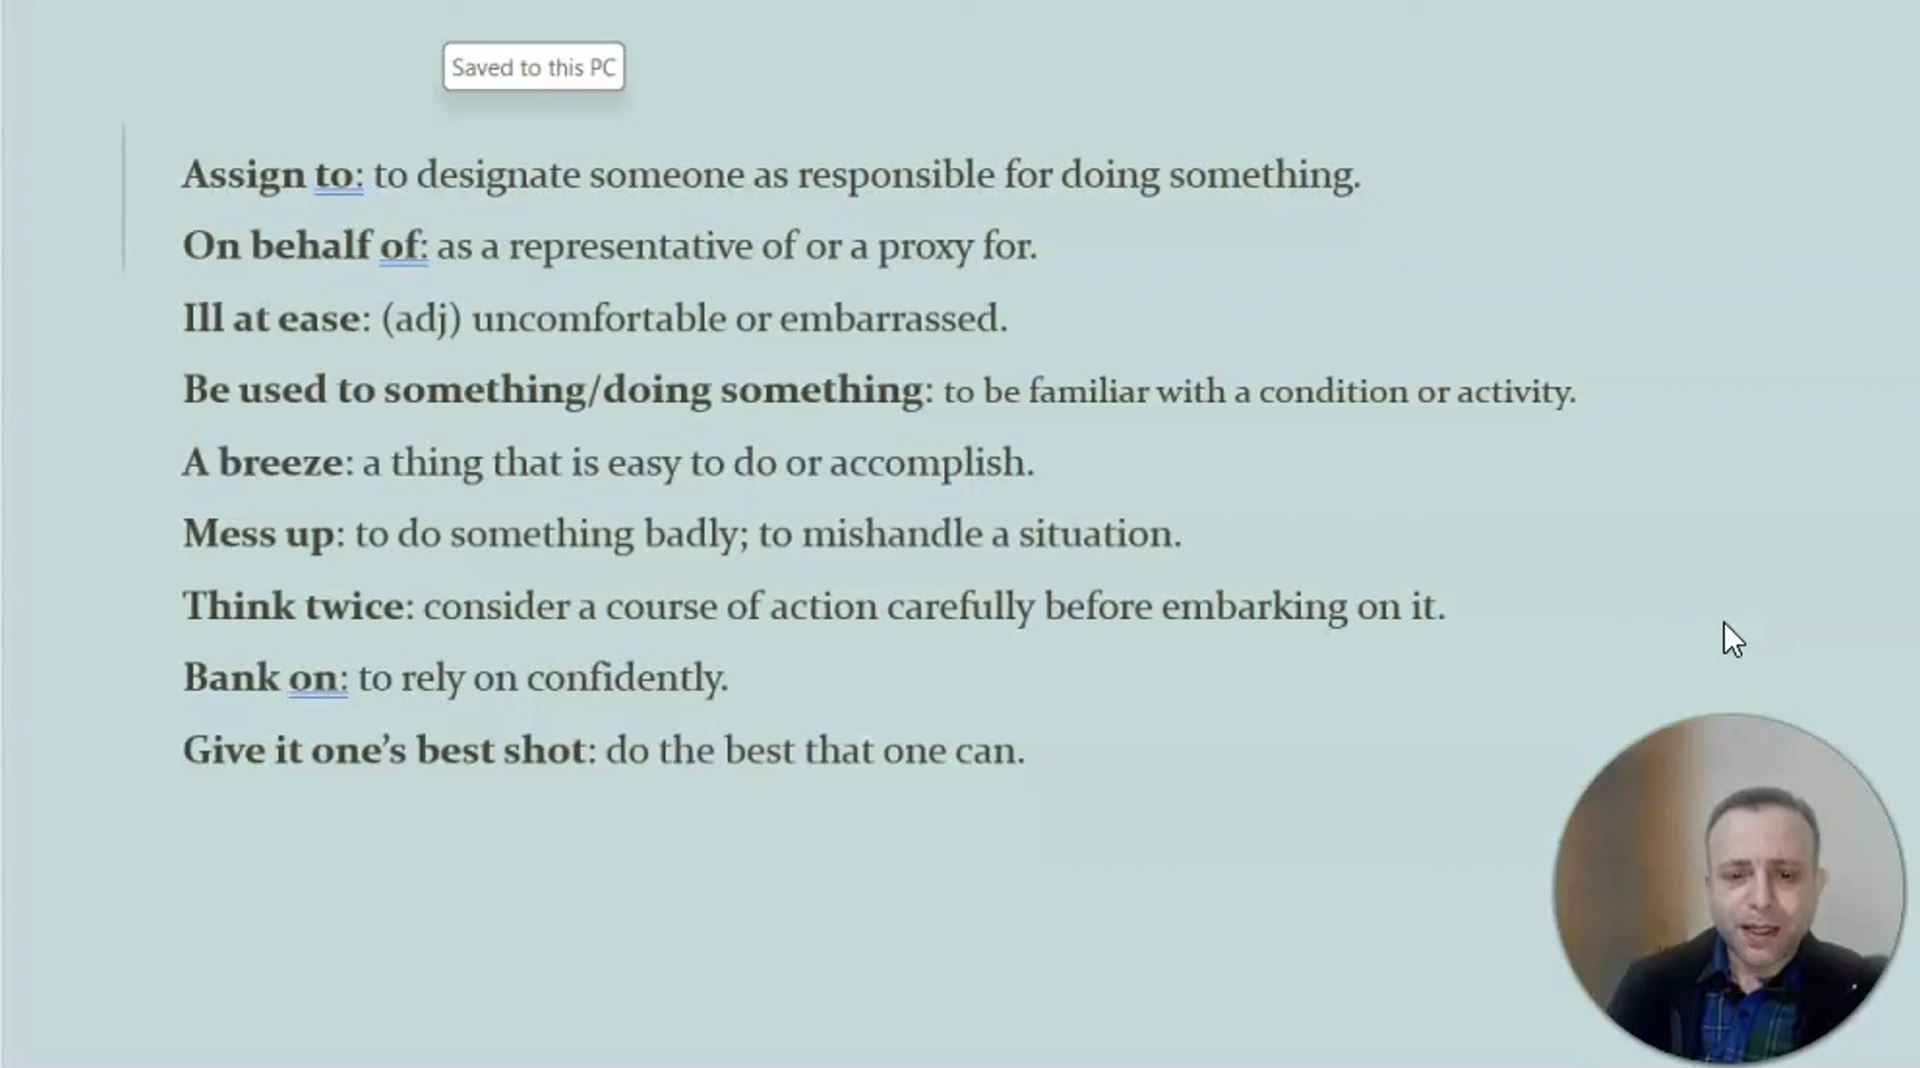 Saved to this PC
Assign to: to designate someone as responsible for doing something.
On behalf of: as a representative of or a proxy for.
Ill at ease: (adj) uncomfortable or embarrassed.
Be used to something/doing something: to be familiar with a condition or activity.
A breeze: a thing that is easy to do or accomplish.
Mess up: to do something badly; to mishandle a situation.
Think twice: consider a course of action carefully before embarking on it.
Bank on: to rely on confidently.
Give it one’s best shot: do the best that one can.